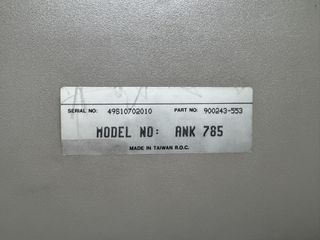 SERIAL NO: 49S10702010 PART NO: 900243-553
MODEL NO: ANK 785
MADE IN TAIWAN R.O.C.